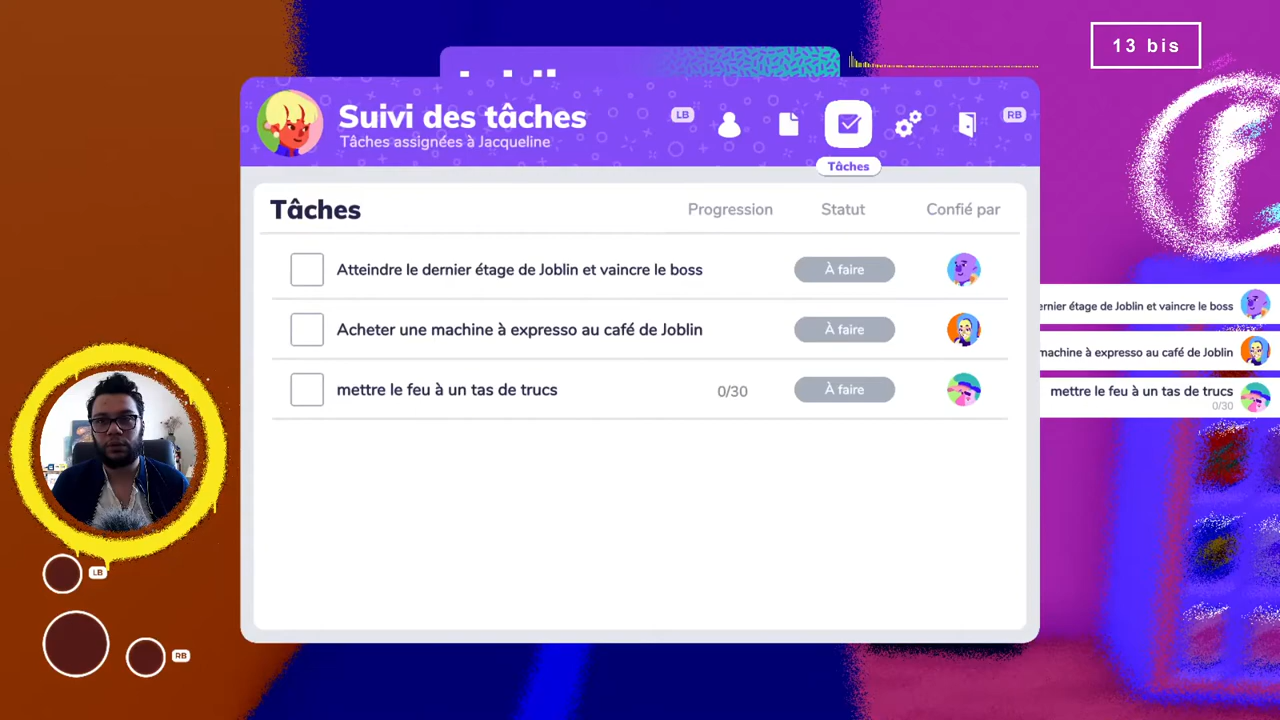 13 bis
Suivi des tâches
Tâches assignées à Jacqueline
LB
RB
Tâches
Tâches
Progression
Statut
Confié par
Atteindre le dernier étage de Joblin et vaincre le boss
À faire
Acheter une machine à expresso au café de Joblin
À faire
mettre le feu à un tas de trucs
0/30
À faire
étage de Joblin et vaincre le boss
machine à expresso au café de Joblin
mettre le feu à un tas de trucs
0/30
LB
RB